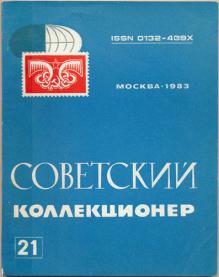 ISSN 0132-439X
МОСКВА·1983
СОВЕТСКИЙ
КОЛЛЕКЦИОНЕР
21